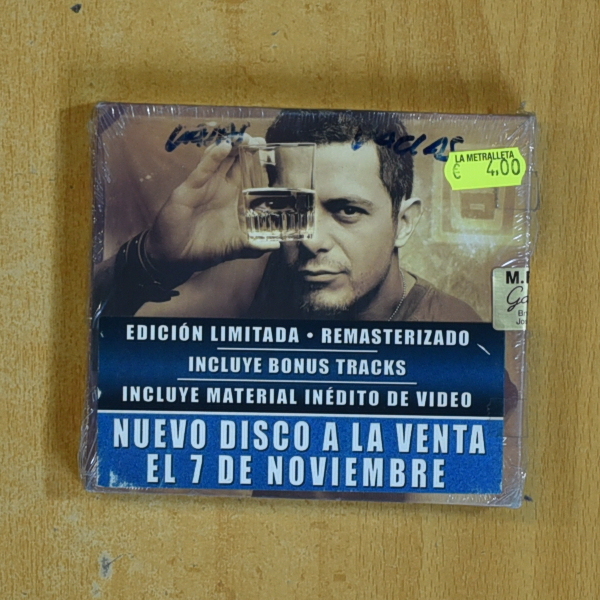 LA METRALLETA
€ 4,00
M.
EDICIÓN LIMITADA • REMASTERIZADO
INCLUYE BONUS TRACKS
INCLUYE MATERIAL INÉDITO DE VIDEO
NUEVO DISCO A LA VENTA
EL 7 DE NOVIEMBRE